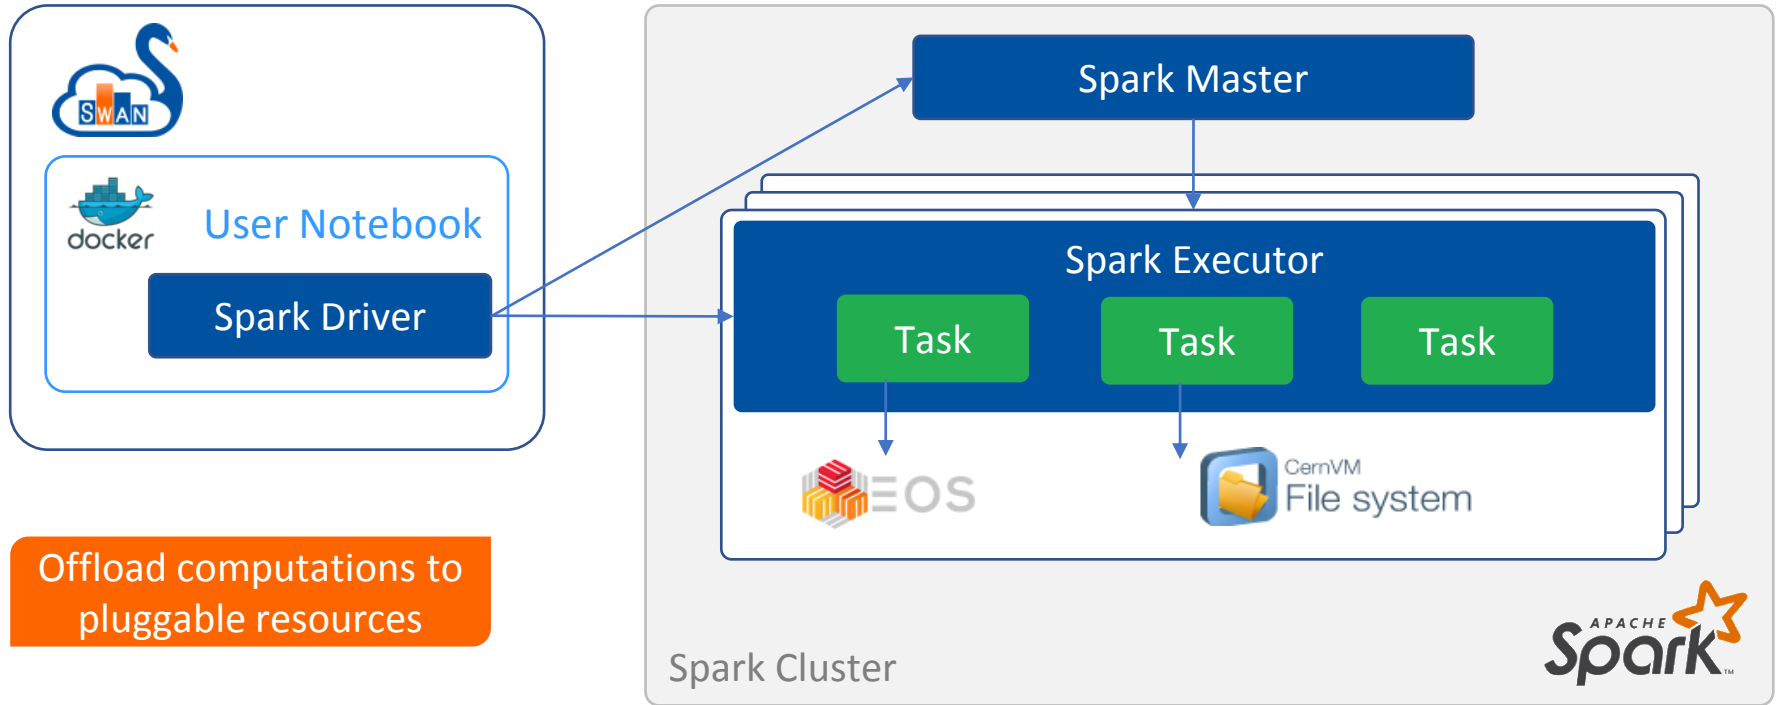 SWAN
docker
User Notebook
Spark Driver
Offload computations to
pluggable resources
Spark Master
Spark Executor
Task
Task
Task
EOS
CernVM
File system
Spark Cluster
APACHE
Spark™